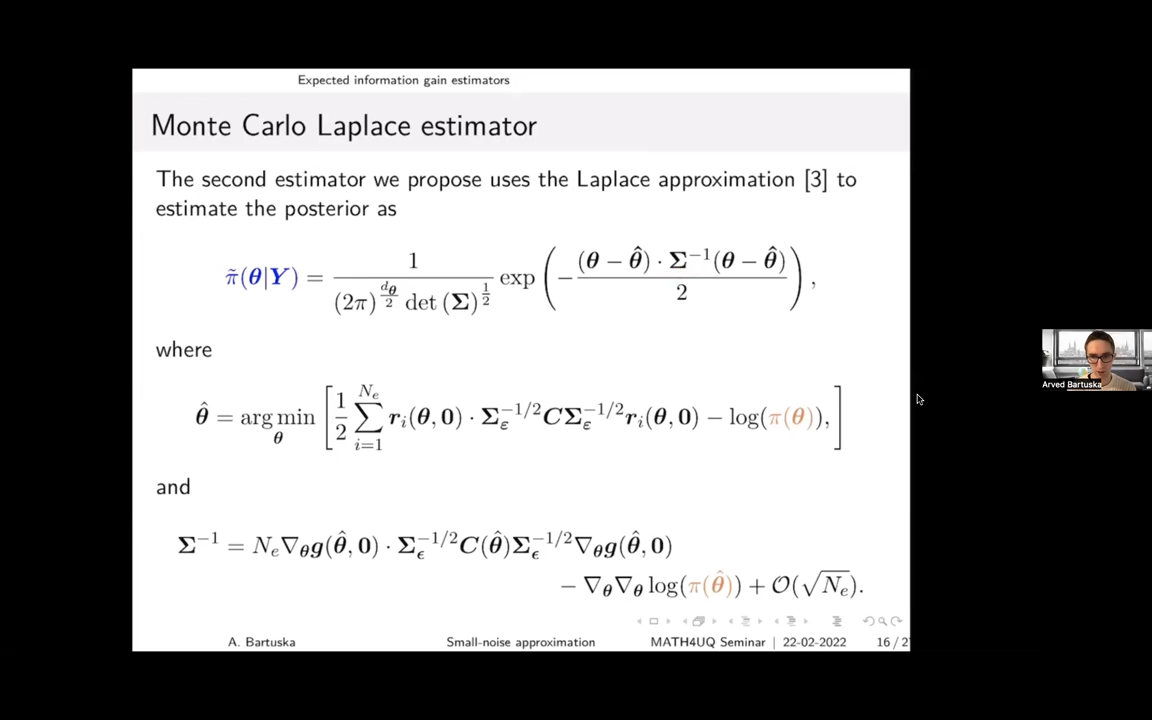 Expected information gain estimators
Monte Carlo Laplace estimator
The second estimator we propose uses the Laplace approximation [3] to
estimate the posterior as
π̃(θ|Y) = 1 / ((2π)^{d_θ/2} det (Σ)^{1/2}) exp ( − (θ − θ̂) · Σ^{−1}(θ − θ̂) / 2 ) ,
where
θ̂ = arg min_θ [ 1/2 ∑_{i=1}^{N_e} r_i(θ, 0) · Σ_ε^{−1/2} C Σ_ε^{−1/2} r_i(θ, 0) − log(π(θ)), ]
and
Σ^{−1} = N_e ∇_θ g(θ̂, 0) · Σ_ϵ^{−1/2} C(θ̂) Σ_ϵ^{−1/2} ∇_θ g(θ̂, 0)
− ∇_θ ∇_θ log(π(θ̂)) + O(√N_e).
A. Bartuska Small-noise approximation MATH4UQ Seminar | 22-02-2022 16 / 2
Arved Bartuska